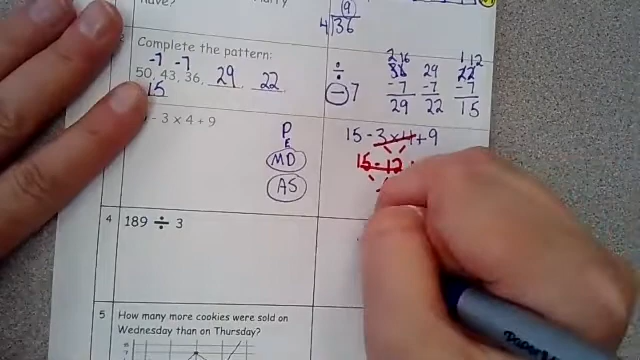 have?
9
4 36
Complete the pattern:
-7 -7
50, 43, 36, 29, 22
15
÷
-7
2 16
36
-7
29
29
-7
22
1 12
22
-7
15
- 3 x 4 + 9
P
E
MD
AS
15 - 3 x 4 + 9
15 - 12
4
189 ÷ 3
5
How many more cookies were sold on
Wednesday than on Thursday?